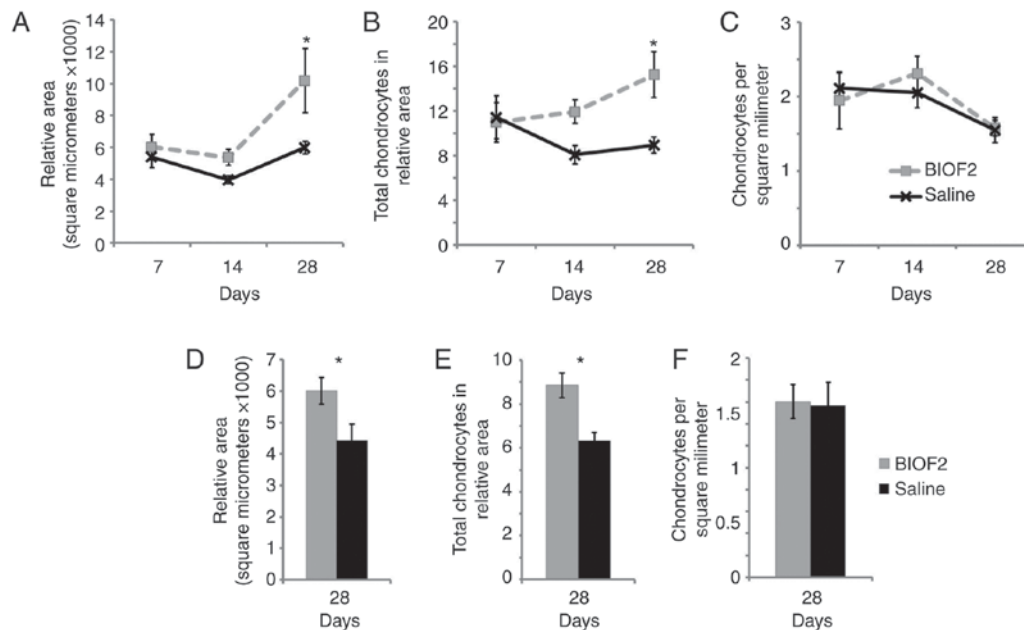 A
Relative area
(square micrometers ×1000)
14
12
10
8
6
4
2
0
*
7 14 28
Days
B
Total chondrocytes in
relative area
20
16
12
8
4
0
*
7 14 28
Days
C
Chondrocytes per
squarre milimeter
3
2
1
0
BIOF2
Saline
7 14 28
Days
D
Relative area
(square micrometers ×1000)
7
6
5
4
3
2
1
0
*
28
Days
E
Total chondrocytes in
relative area
10
8
6
4
2
0
*
28
Days
F
Chondrocytes per
square milimeter
2
1.5
1
0.5
0
28
Days
BIOF2
Saline